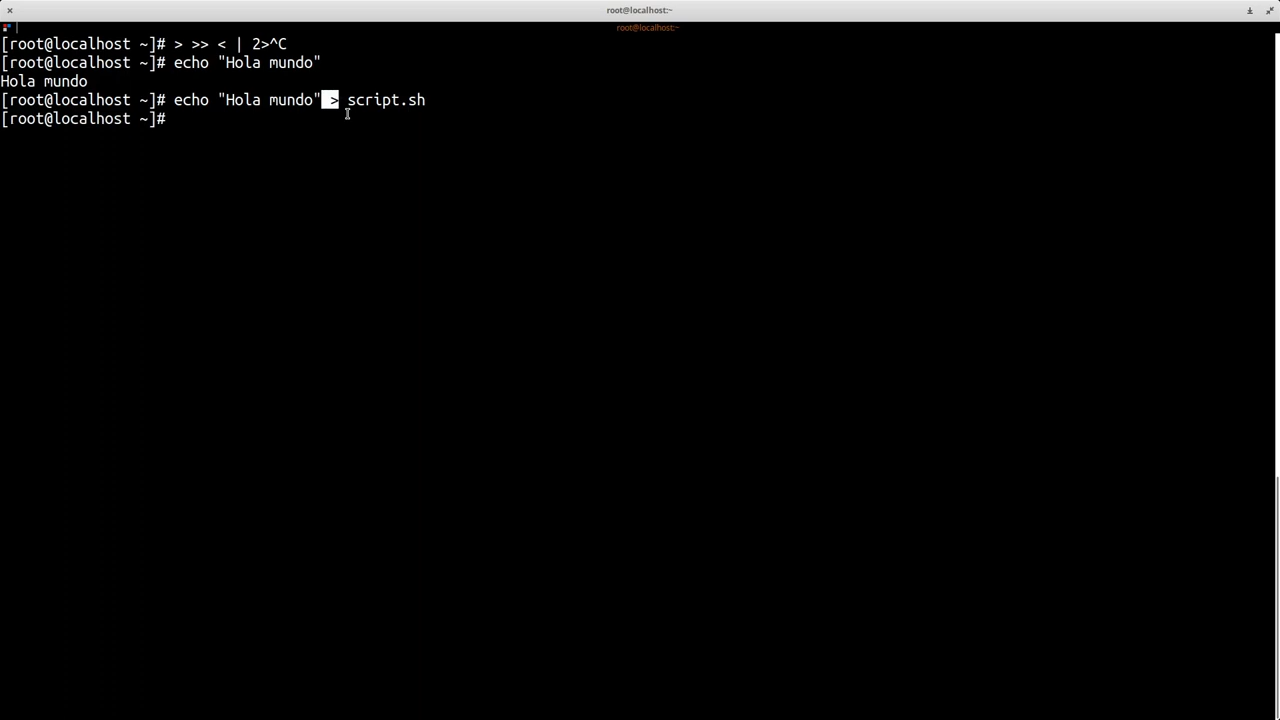 root@localhost:~
root@localhost:~
[root@localhost ~]# > >> < | 2>^C
[root@localhost ~]# echo "Hola mundo"
Hola mundo
[root@localhost ~]# echo "Hola mundo" > script.sh
[root@localhost ~]#